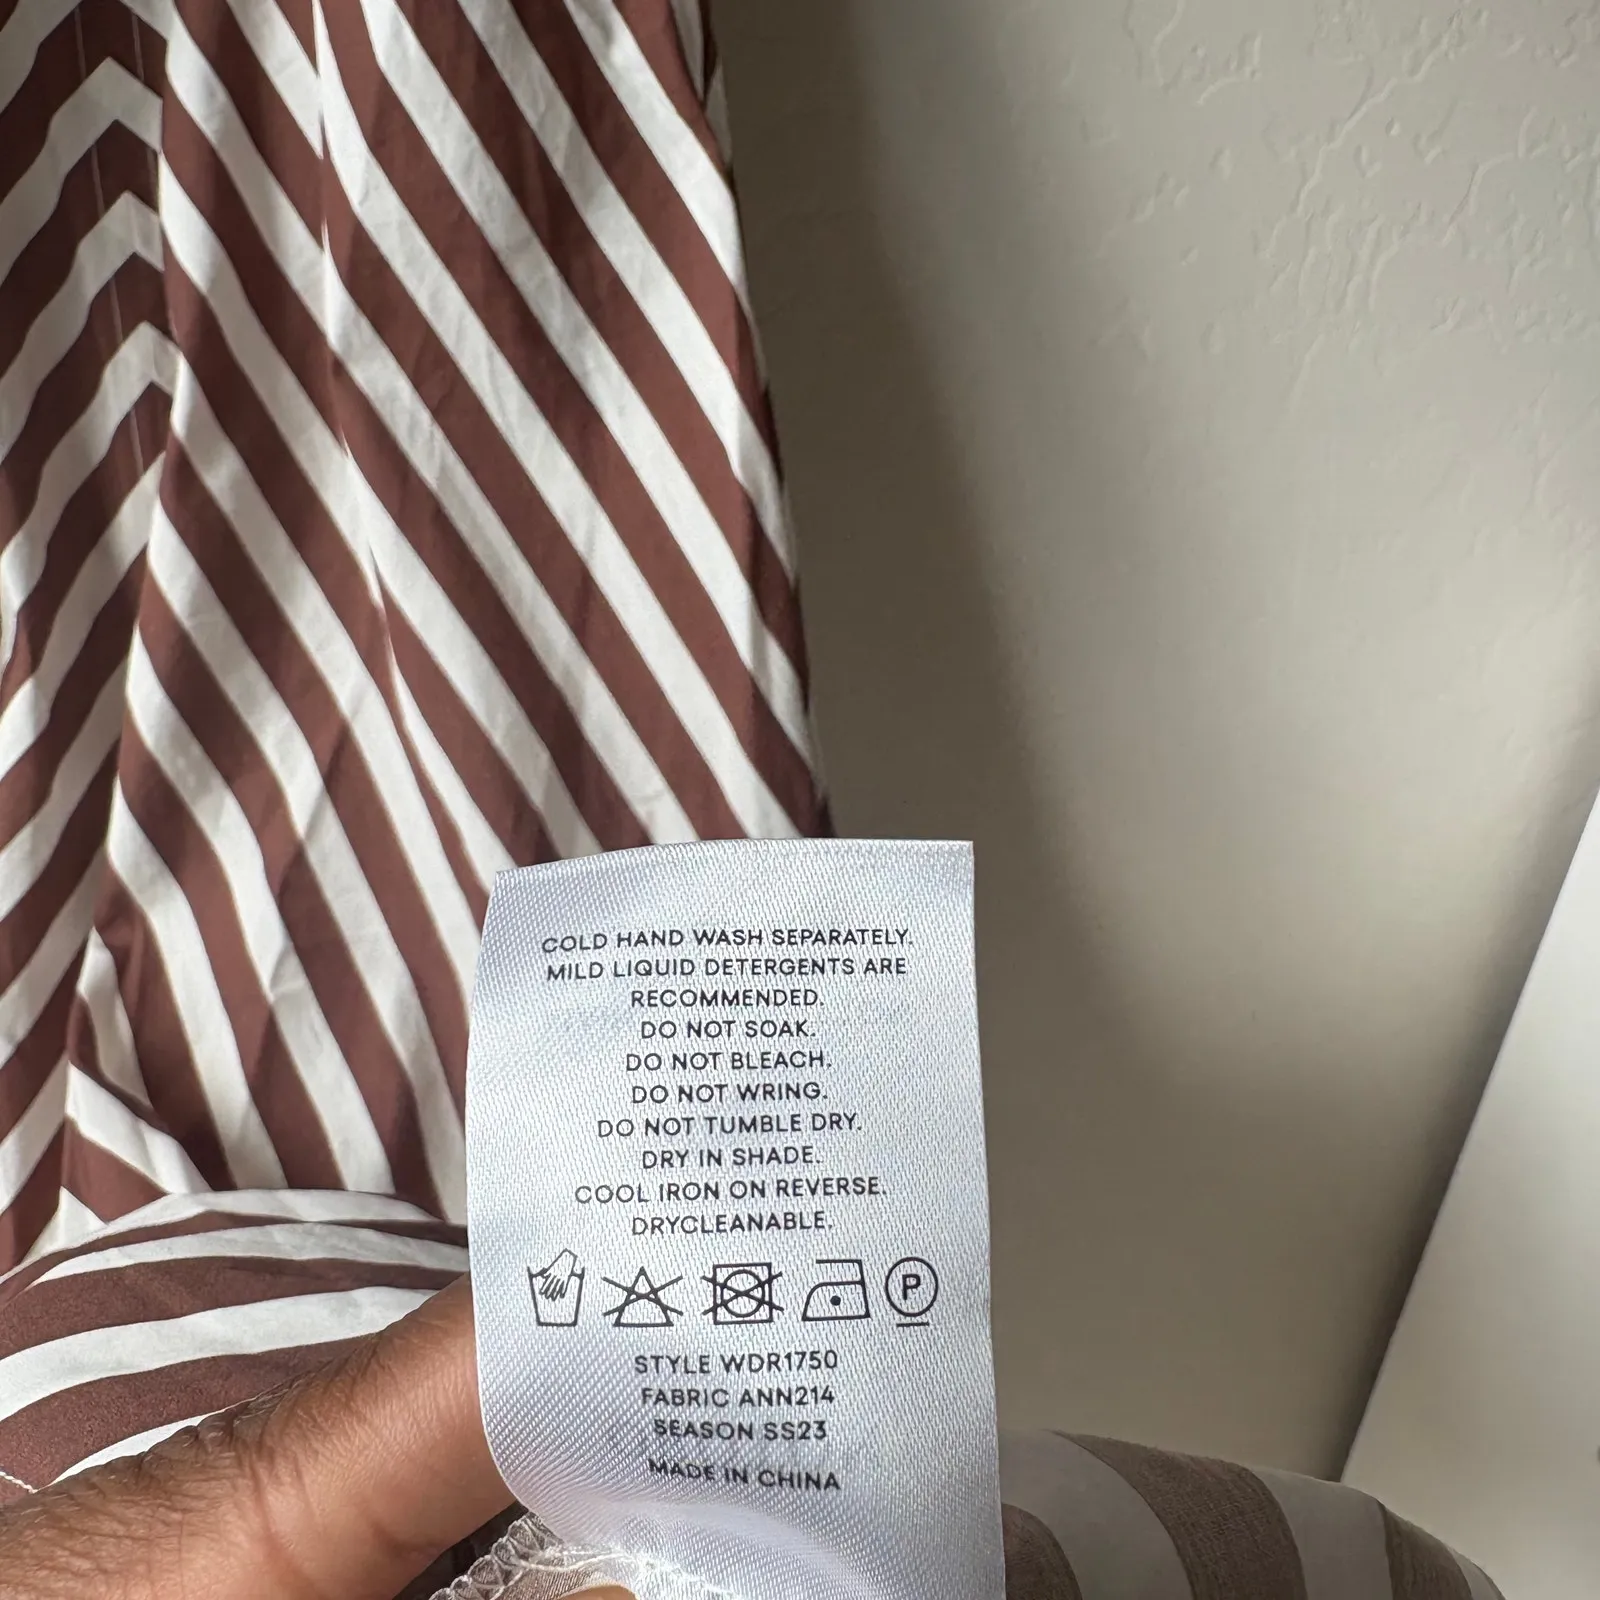 COLD HAND WASH SEPARATELY.
MILD LIQUID DETERGENTS ARE
RECOMMENDED.
DO NOT SOAK.
DO NOT BLEACH.
DO NOT WRING.
DO NOT TUMBLE DRY.
DRY IN SHADE.
COOL IRON ON REVERSE.
DRYCLEANABLE.
P
STYLE WDR1750
FABRIC ANN214
SEASON SS23
MADE IN CHINA